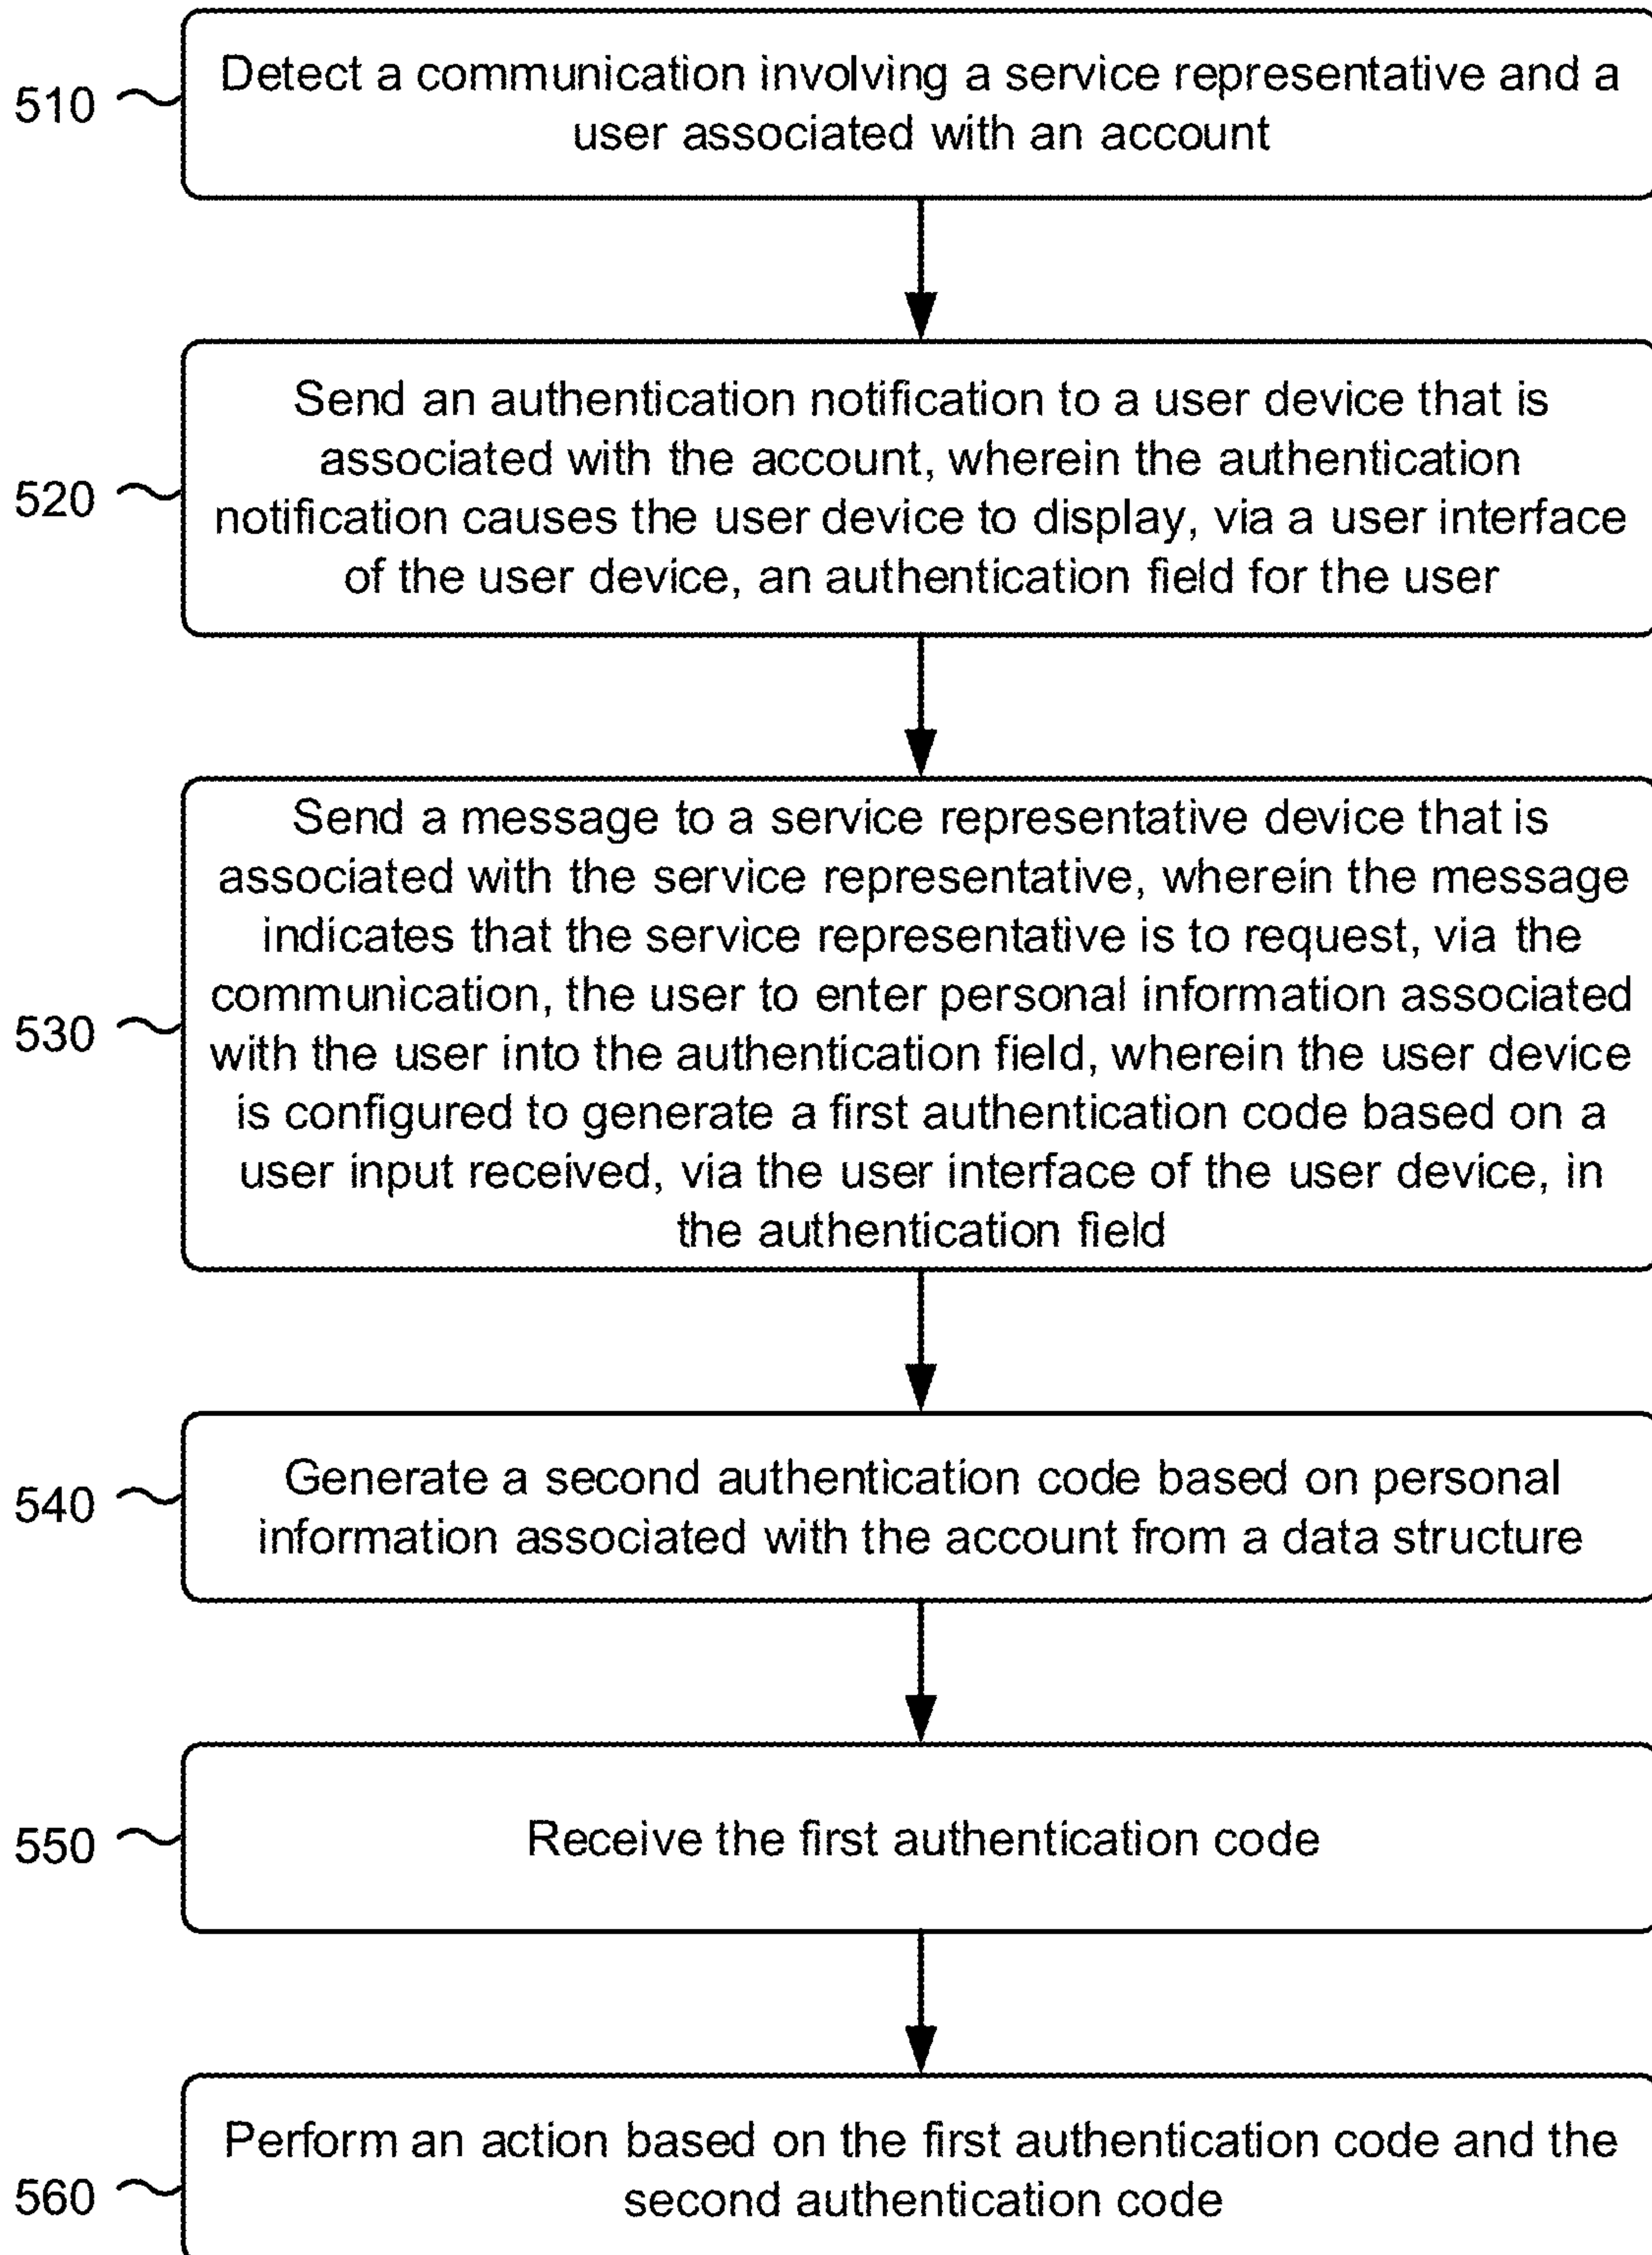 510
Detect a communication involving a service representative and a
user associated with an account
520
Send an authentication notification to a user device that is
associated with the account, wherein the authentication
notification causes the user device to display, via a user interface
of the user device, an authentication field for the user
530
Send a message to a service representative device that is
associated with the service representative, wherein the message
indicates that the service representative is to request, via the
communication, the user to enter personal information associated
with the user into the authentication field, wherein the user device
is configured to generate a first authentication code based on a
user input received, via the user interface of the user device, in
the authentication field
540
Generate a second authentication code based on personal
information associated with the account from a data structure
550
Receive the first authentication code
560
Perform an action based on the first authentication code and the
second authentication code